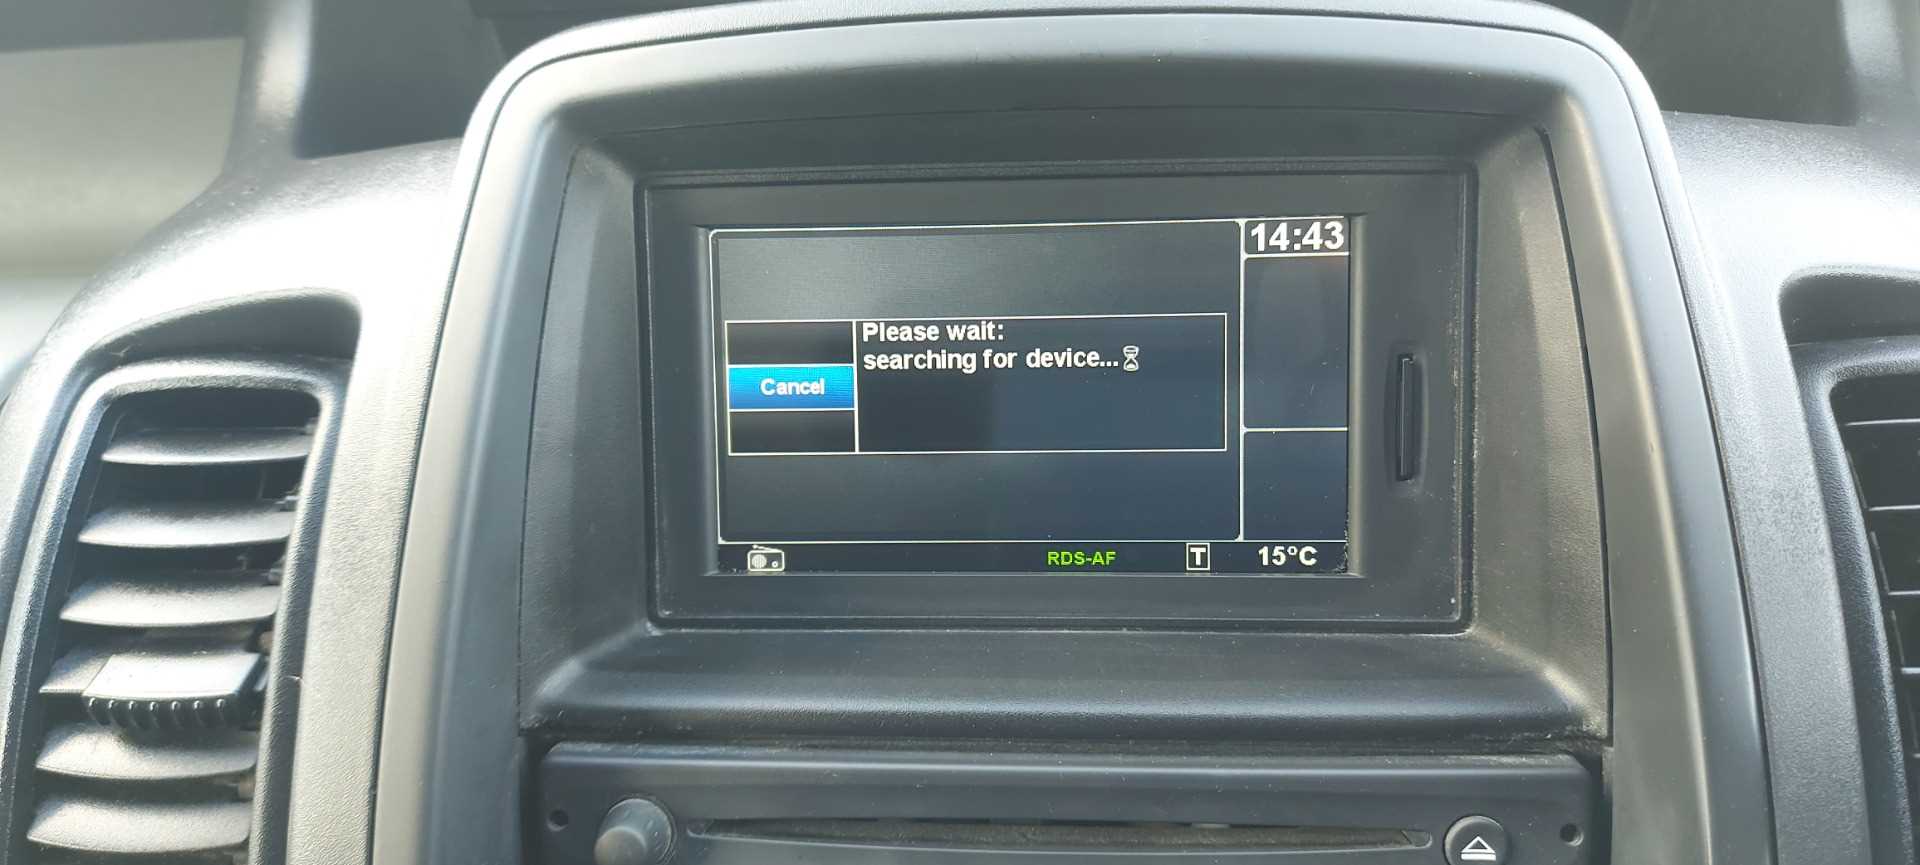 14:43
Please wait:
searching for device...
Cancel
RDS-AF
T
15°C